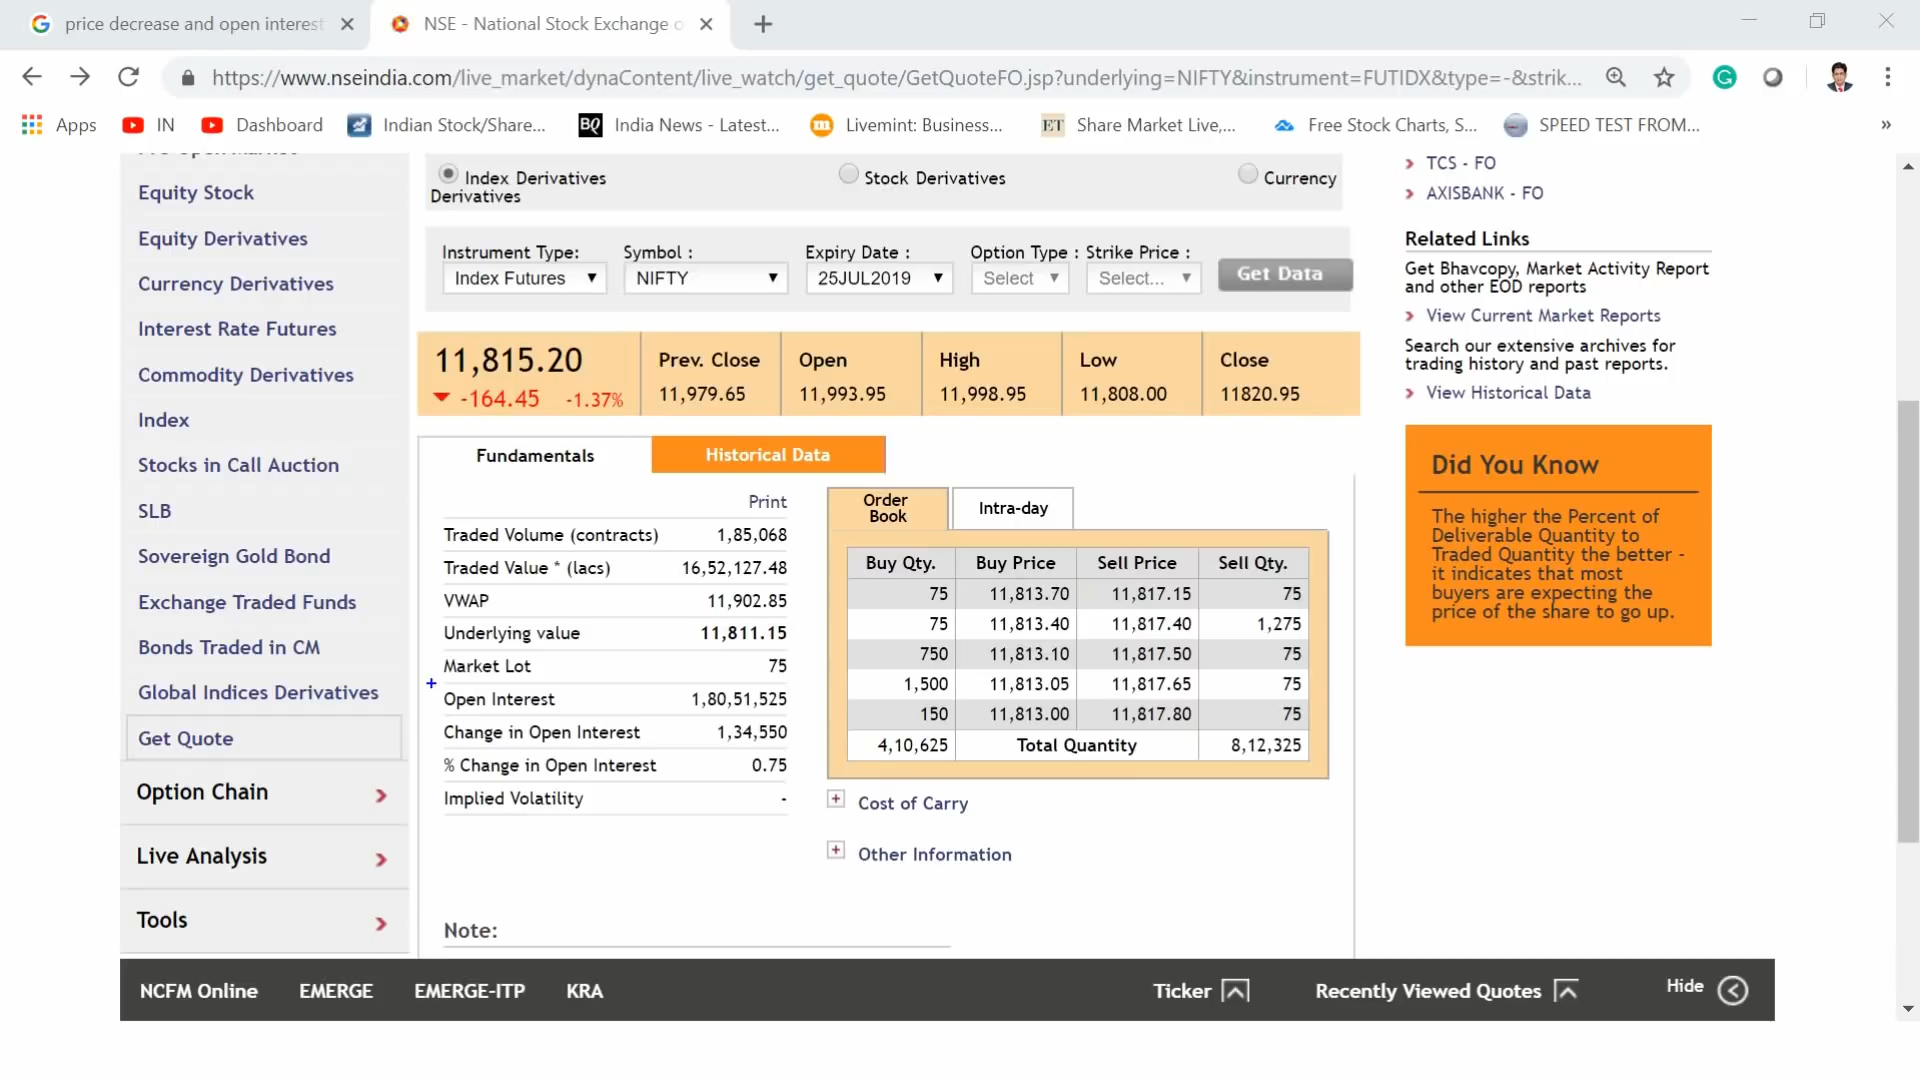 price decrease and open interest
NSE - National Stock Exchange o
https://www.nseindia.com/live_market/dynaContent/live_watch/get_quote/GetQuoteFO.jsp?underlying=NIFTY&instrument=FUTIDX&type=-&strik...
Apps
IN
Dashboard
Indian Stock/Share...
BQ
India News - Latest...
Livemint: Business...
ET
Share Market Live,...
Free Stock Charts, S...
SPEED TEST FROM...
»
Equity Stock
Equity Derivatives
Currency Derivatives
Interest Rate Futures
Commodity Derivatives
Index
Stocks in Call Auction
SLB
Sovereign Gold Bond
Exchange Traded Funds
Bonds Traded in CM
Global Indices Derivatives
Get Quote
Option Chain
Live Analysis
Tools
Index Derivatives Stock Derivatives Currency
Derivatives
Instrument Type: Symbol : Expiry Date : Option Type : Strike Price :
Index Futures NIFTY 25JUL2019 Select Select... Get Data
11,815.20 Prev. Close Open High Low Close
-164.45 -1.37% 11,979.65 11,993.95 11,998.95 11,808.00 11820.95
Fundamentals Historical Data
Print
Traded Volume (contracts) 1,85,068
Traded Value * (lacs) 16,52,127.48
VWAP 11,902.85
Underlying value 11,811.15
Market Lot 75
Open Interest 1,80,51,525
Change in Open Interest 1,34,550
% Change in Open Interest 0.75
Implied Volatility -
Order
Book
Intra-day
Buy Qty. Buy Price Sell Price Sell Qty.
75 11,813.70 11,817.15 75
75 11,813.40 11,817.40 1,275
750 11,813.10 11,817.50 75
1,500 11,813.05 11,817.65 75
150 11,813.00 11,817.80 75
4,10,625 Total Quantity 8,12,325
Cost of Carry
Other Information
Note:
TCS - FO
AXISBANK - FO
Related Links
Get Bhavcopy, Market Activity Report
and other EOD reports
View Current Market Reports
Search our extensive archives for
trading history and past reports.
View Historical Data
Did You Know
The higher the Percent of
Deliverable Quantity to
Traded Quantity the better -
it indicates that most
buyers are expecting the
price of the share to go up.
NCFM Online EMERGE EMERGE-ITP KRA Ticker Recently Viewed Quotes Hide